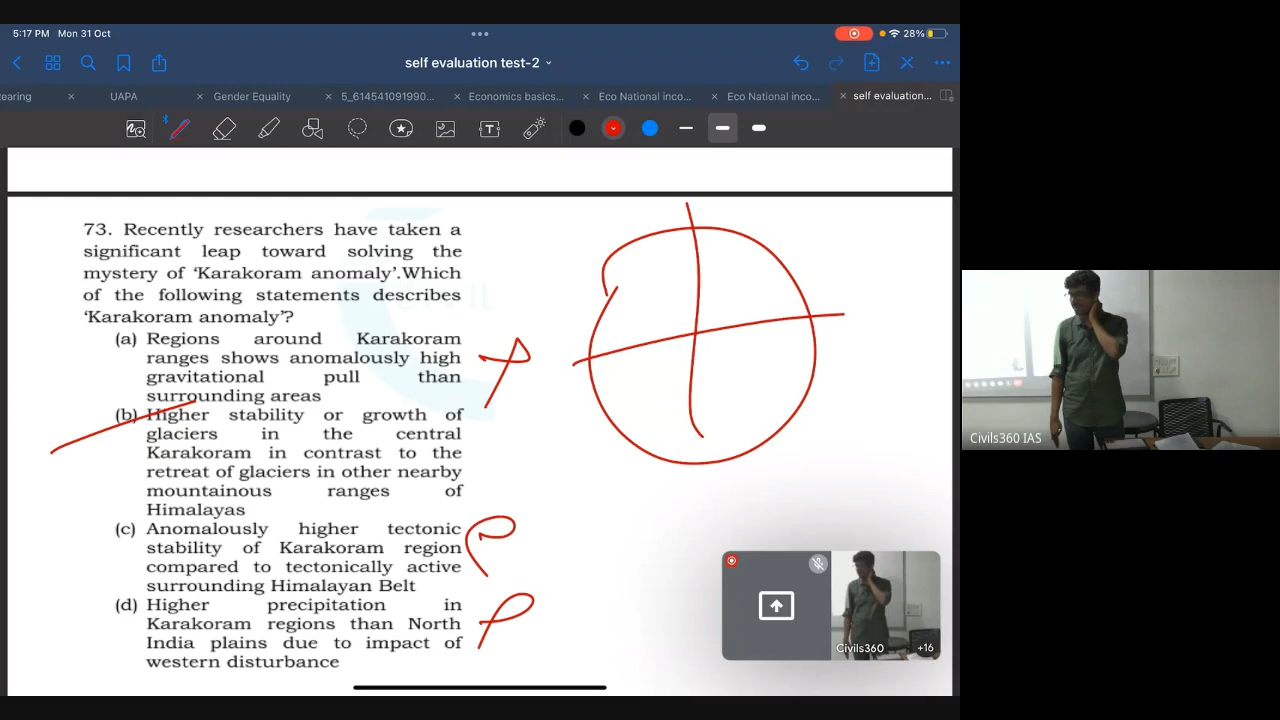 5:17 PM Mon 31 Oct
28%
self evaluation test-2
tearing
UAPA
Gender Equality
5_614541091990...
Economics basics...
Eco National inco...
Eco National inco...
self evaluation...
73. Recently researchers have taken a
significant leap toward solving the
mystery of 'Karakoram anomaly'.Which
of the following statements describes
'Karakoram anomaly'?
(a) Regions around Karakoram
ranges shows anomalously high
gravitational pull than
surrounding areas
(b) Higher stability or growth of
glaciers in the central
Karakoram in contrast to the
retreat of glaciers in other nearby
mountainous ranges of
Himalayas
(c) Anomalously higher tectonic
stability of Karakoram region
compared to tectonically active
surrounding Himalayan Belt
(d) Higher precipitation in
Karakoram regions than North
India plains due to impact of
western disturbance
Civils360
+16
Civils360 IAS